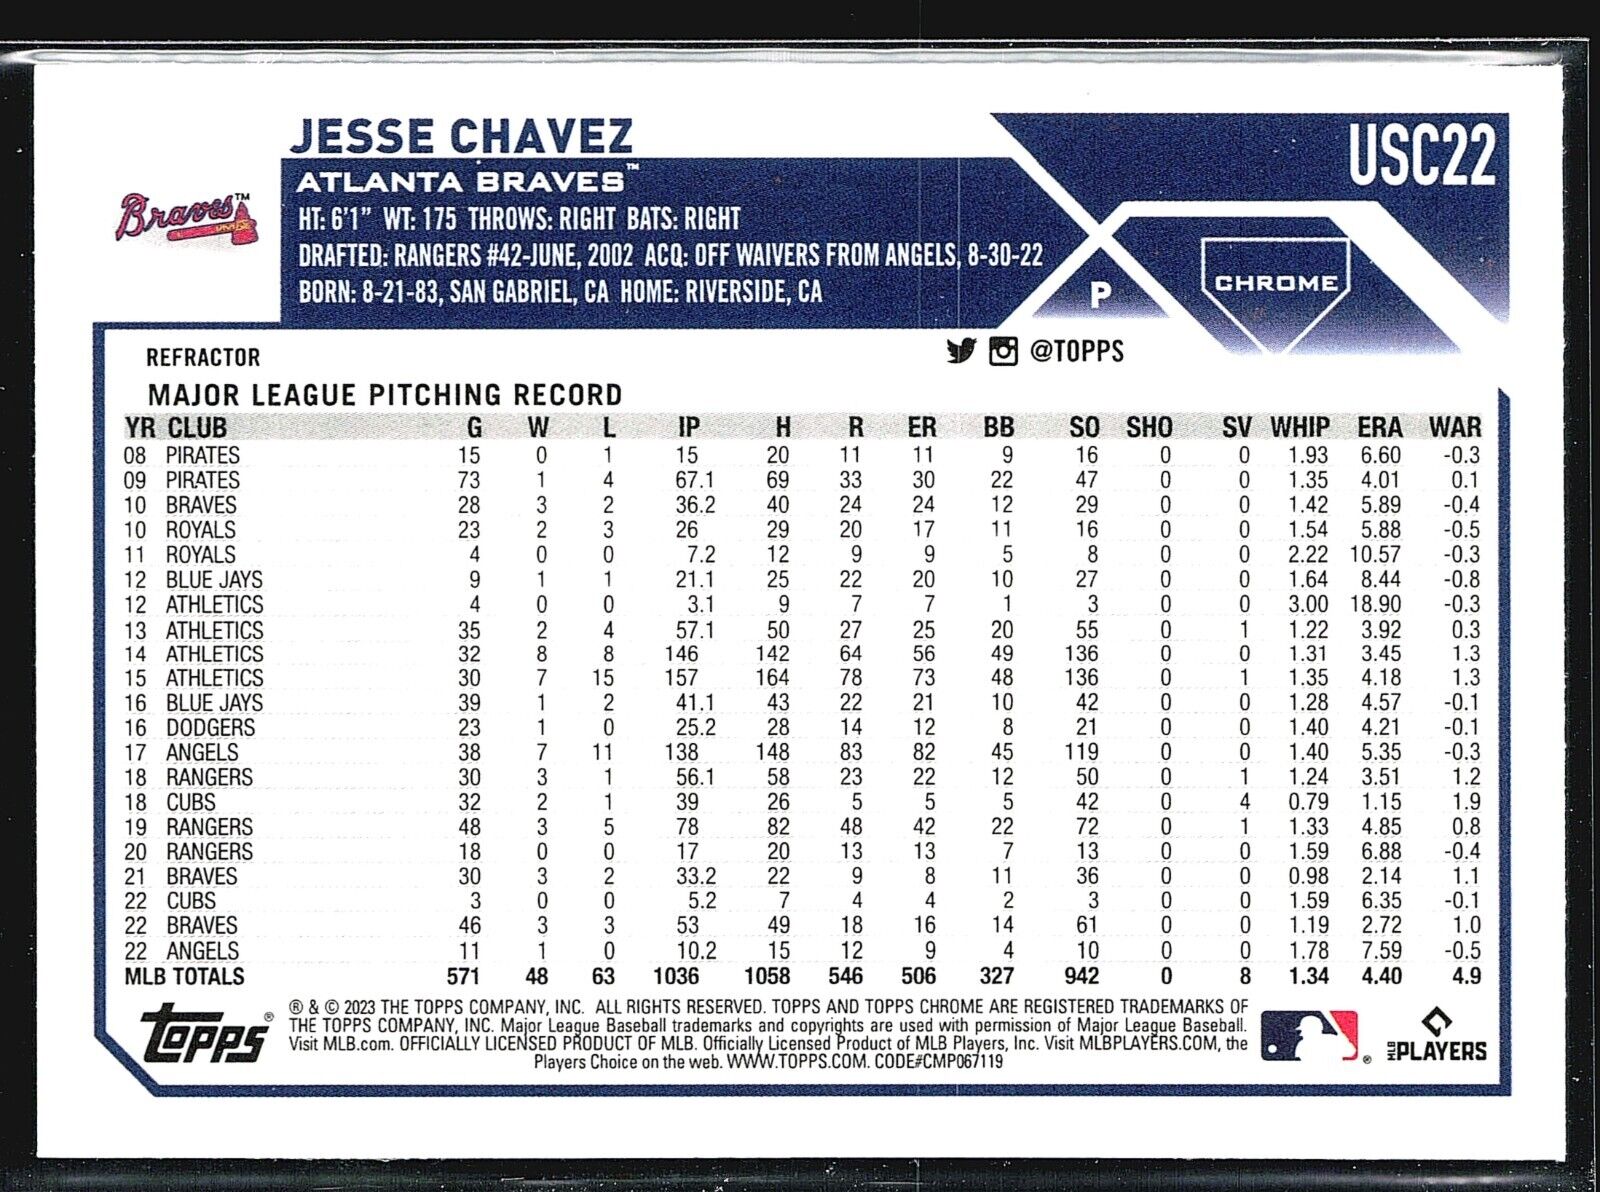 JESSE CHAVEZ
USC22
ATLANTA BRAVES™
Braves™
HT: 6'1" WT: 175 THROWS: RIGHT BATS: RIGHT
DRAFTED: RANGERS #42-JUNE, 2002 ACQ: OFF WAIVERS FROM ANGELS, 8-30-22
BORN: 8-21-83, SAN GABRIEL, CA HOME: RIVERSIDE, CA
P
CHROME
REFRACTOR
@TOPPS
MAJOR LEAGUE PITCHING RECORD
YR CLUB G W L IP H R ER BB SO SHO SV WHIP ERA WAR
08 PIRATES 15 0 1 15 20 11 11 9 16 0 0 1.93 6.60 -0.3
09 PIRATES 73 1 4 67.1 69 33 30 22 47 0 0 1.35 4.01 0.1
10 BRAVES 28 3 2 36.2 40 24 24 12 29 0 0 1.42 5.89 -0.4
10 ROYALS 23 2 3 26 29 20 17 11 16 0 0 1.54 5.88 -0.5
11 ROYALS 4 0 0 7.2 12 9 9 5 8 0 0 2.22 10.57 -0.3
12 BLUE JAYS 9 1 1 21.1 25 22 20 10 27 0 0 1.64 8.44 -0.8
12 ATHLETICS 4 0 0 3.1 9 7 7 1 3 0 0 3.00 18.90 -0.3
13 ATHLETICS 35 2 4 57.1 50 27 25 20 55 0 1 1.22 3.92 0.3
14 ATHLETICS 32 8 8 146 142 64 56 49 136 0 0 1.31 3.45 1.3
15 ATHLETICS 30 7 15 157 164 78 73 48 136 0 1 1.35 4.18 1.3
16 BLUE JAYS 39 1 2 41.1 43 22 21 10 42 0 0 1.28 4.57 -0.1
16 DODGERS 23 1 0 25.2 28 14 12 8 21 0 0 1.40 4.21 -0.1
17 ANGELS 38 7 11 138 148 83 82 45 119 0 0 1.40 5.35 -0.3
18 RANGERS 30 3 1 56.1 58 23 22 12 50 0 1 1.24 3.51 1.2
18 CUBS 32 2 1 39 26 5 5 5 42 0 4 0.79 1.15 1.9
19 RANGERS 48 3 5 78 82 48 42 22 72 0 1 1.33 4.85 0.8
20 RANGERS 18 0 0 17 20 13 13 7 13 0 0 1.59 6.88 -0.4
21 BRAVES 30 3 2 33.2 22 9 8 11 36 0 0 0.98 2.14 1.1
22 CUBS 3 0 0 5.2 7 4 4 2 3 0 0 1.59 6.35 -0.1
22 BRAVES 46 3 3 53 49 18 16 14 61 0 0 1.19 2.72 1.0
22 ANGELS 11 1 0 10.2 15 12 9 4 10 0 0 1.78 7.59 -0.5
MLB TOTALS 571 48 63 1036 1058 546 506 327 942 0 8 1.34 4.40 4.9
TOPPS®
® & © 2023 THE TOPPS COMPANY, INC. ALL RIGHTS RESERVED. TOPPS AND TOPPS CHROME ARE REGISTERED TRADEMARKS OF
THE TOPPS COMPANY, INC. Major League Baseball trademarks and copyrights are used with permission of Major League Baseball.
Visit MLB.com. OFFICIALLY LICENSED PRODUCT OF MLB. Officially Licensed Product of MLB Players, Inc. Visit MLBPLAYERS.COM, the
Players Choice on the web. WWW.TOPPS.COM. CODE#CMP067119
®
MLB PLAYERS